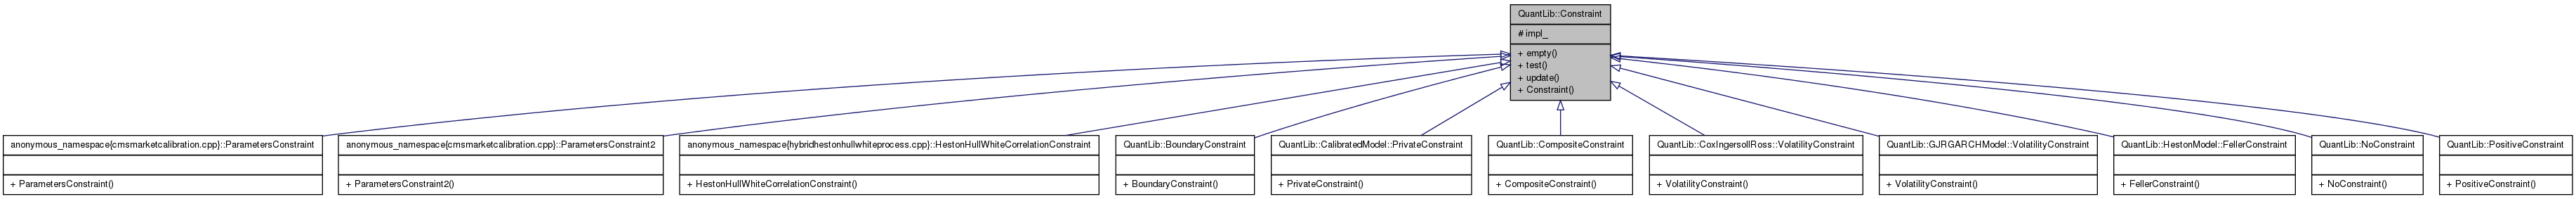 QuantLib::Constraint
# impl_
+ empty()
+ test()
+ update()
+ Constraint()
anonymous_namespace{cmsmarketcalibration.cpp}::ParametersConstraint
+ ParametersConstraint()
anonymous_namespace{cmsmarketcalibration.cpp}::ParametersConstraint2
+ ParametersConstraint2()
anonymous_namespace{hybridhestonhullwhiteprocess.cpp}::HestonHullWhiteCorrelationConstraint
+ HestonHullWhiteCorrelationConstraint()
QuantLib::BoundaryConstraint
+ BoundaryConstraint()
QuantLib::CalibratedModel::PrivateConstraint
+ PrivateConstraint()
QuantLib::CompositeConstraint
+ CompositeConstraint()
QuantLib::CoxIngersollRoss::VolatilityConstraint
+ VolatilityConstraint()
QuantLib::GJRGARCHModel::VolatilityConstraint
+ VolatilityConstraint()
QuantLib::HestonModel::FellerConstraint
+ FellerConstraint()
QuantLib::NoConstraint
+ NoConstraint()
QuantLib::PositiveConstraint
+ PositiveConstraint()